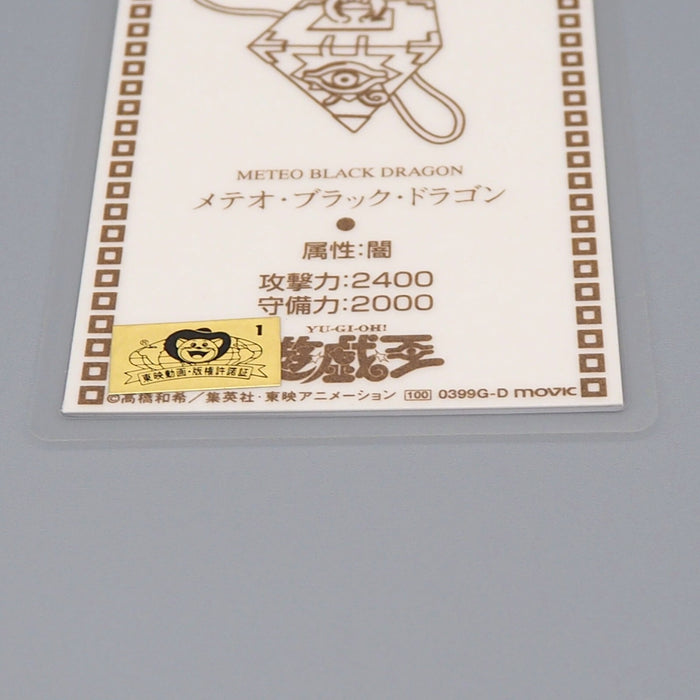 METEO BLACK DRAGON
メテオ・ブラック・ドラゴン
属性:闇
攻撃力:2400
守備力:2000
YU-GI-OH!
遊戯王
1
®
東映動画・版権許諾証
©高橋和希/集英社・東映アニメーション 100 0399G-D movic